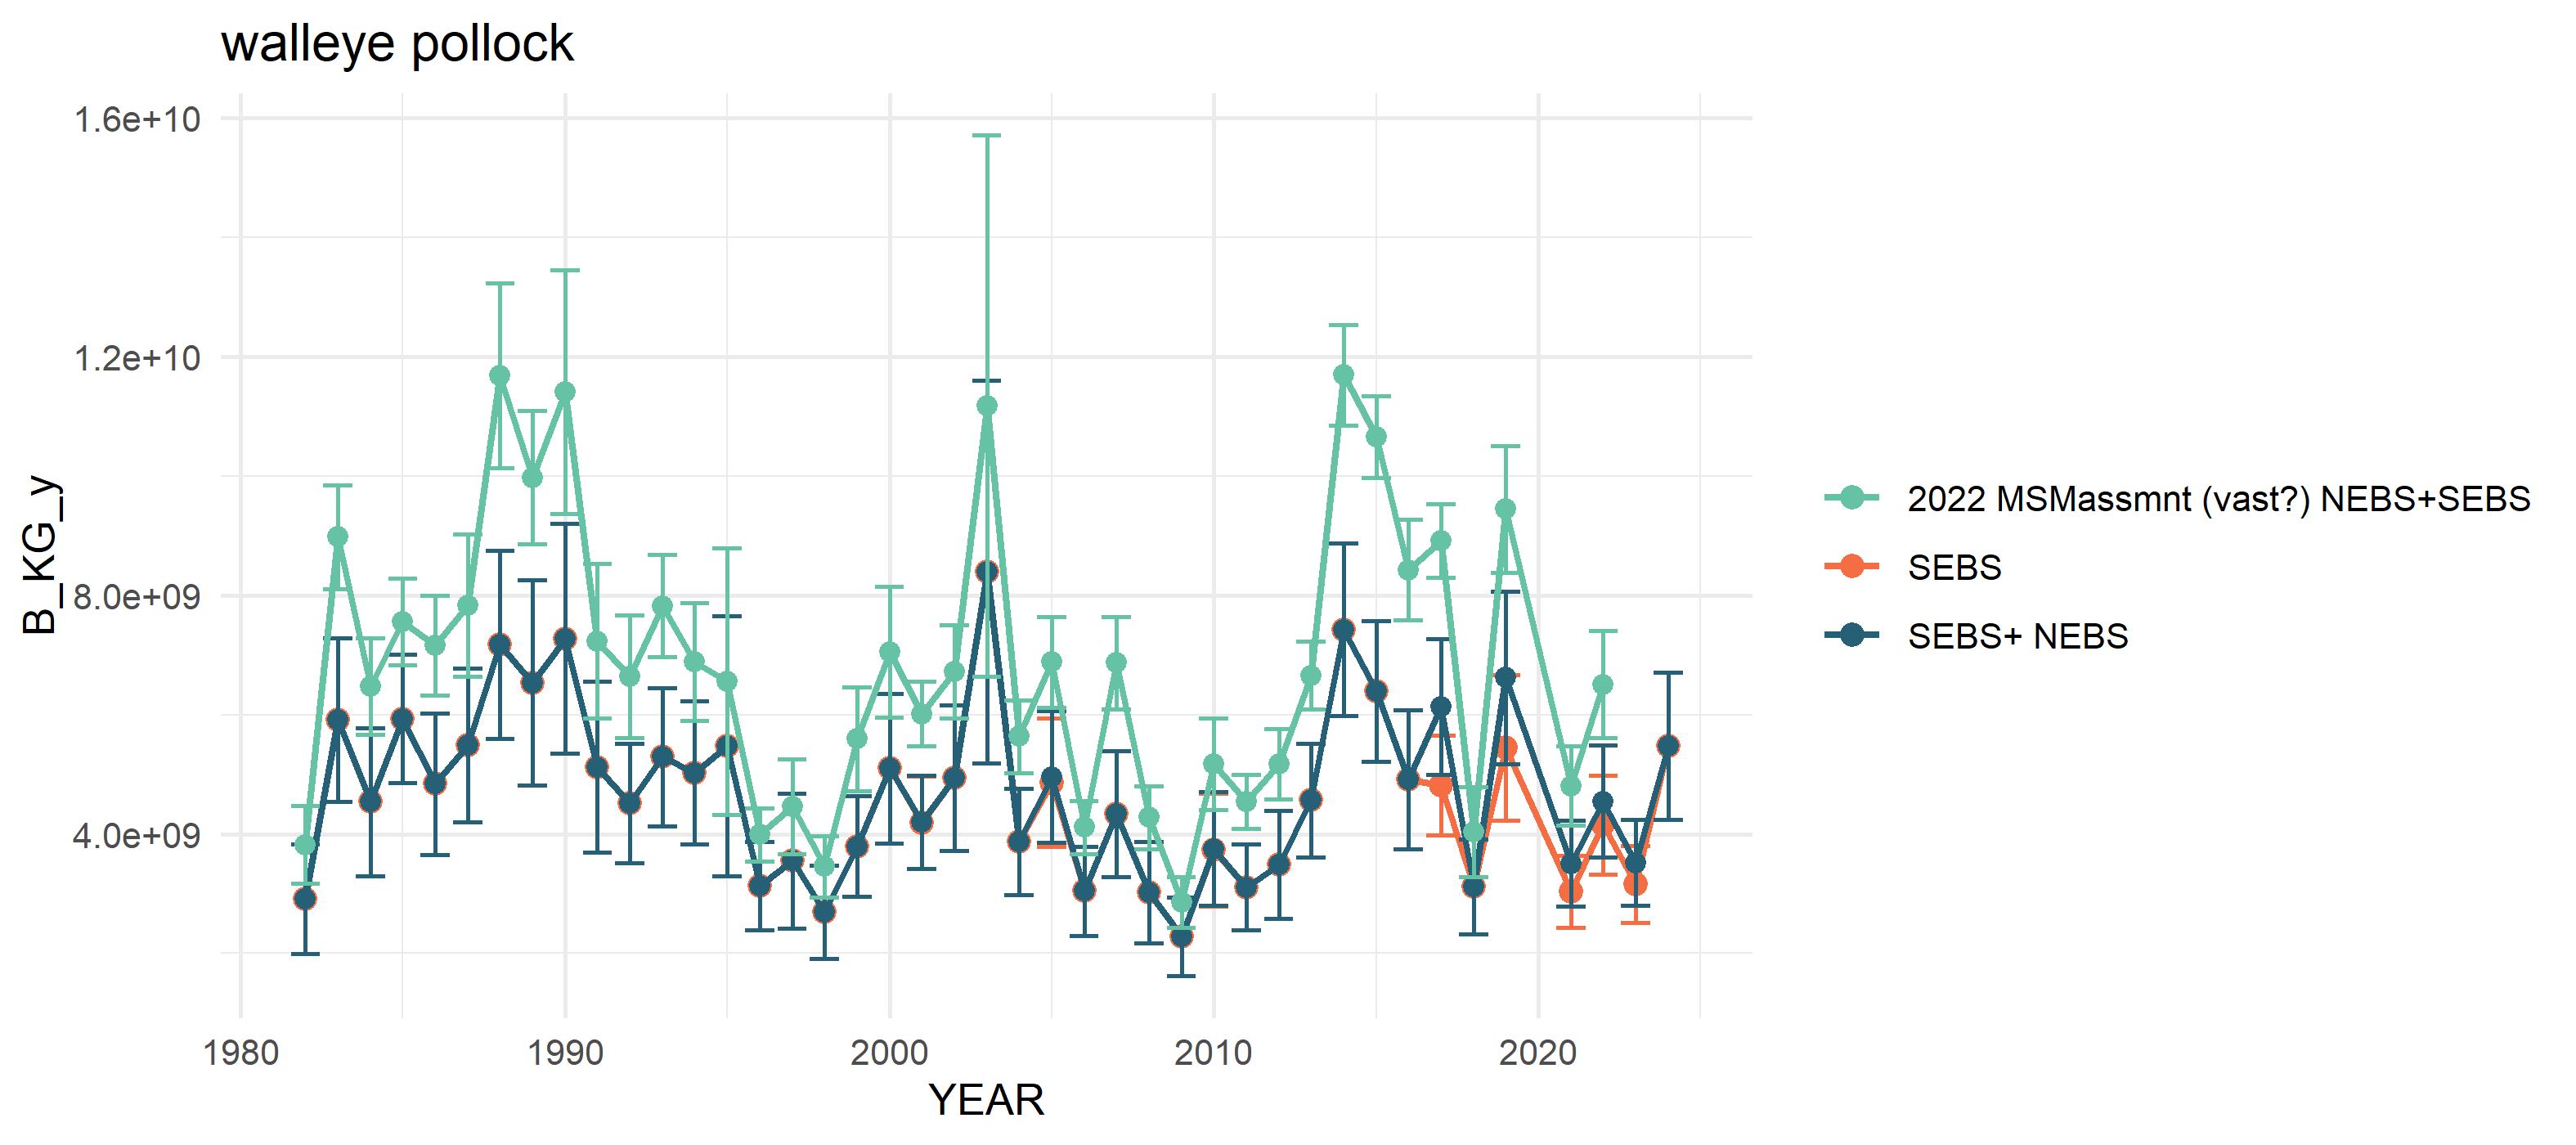 walleye pollock
1.6e+10
1.2e+10
8.0e+09
4.0e+09
B_KG_y
1980 1990 2000 2010 2020
YEAR
2022 MSMassmnt (vast?) NEBS+SEBS
SEBS
SEBS+ NEBS